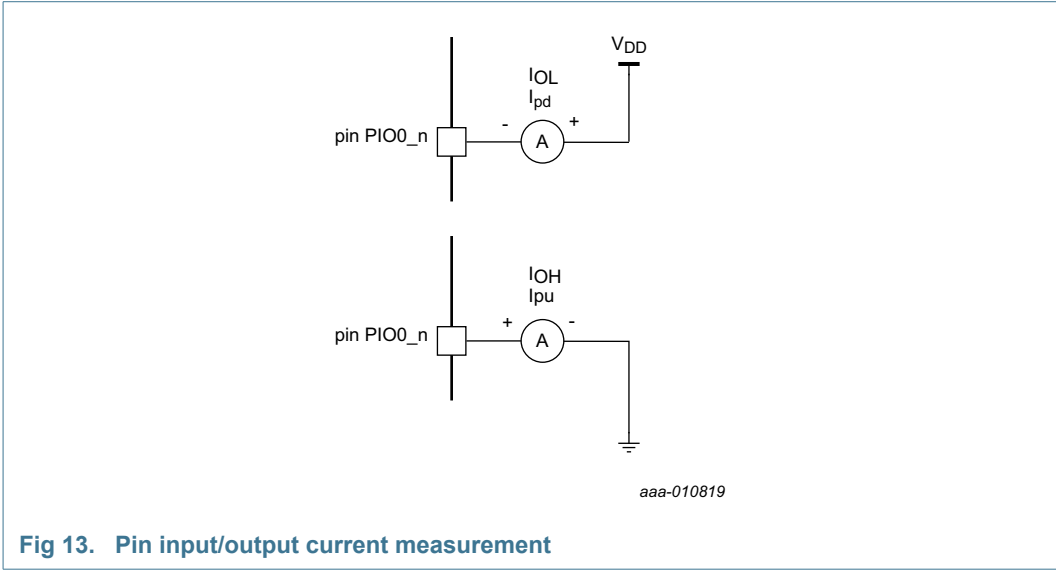 VDD
IOL
Ipd
- +
pin PIO0_n
A
IOH
Ipu
+ -
pin PIO0_n
A
aaa-010819
Fig 13. Pin input/output current measurement